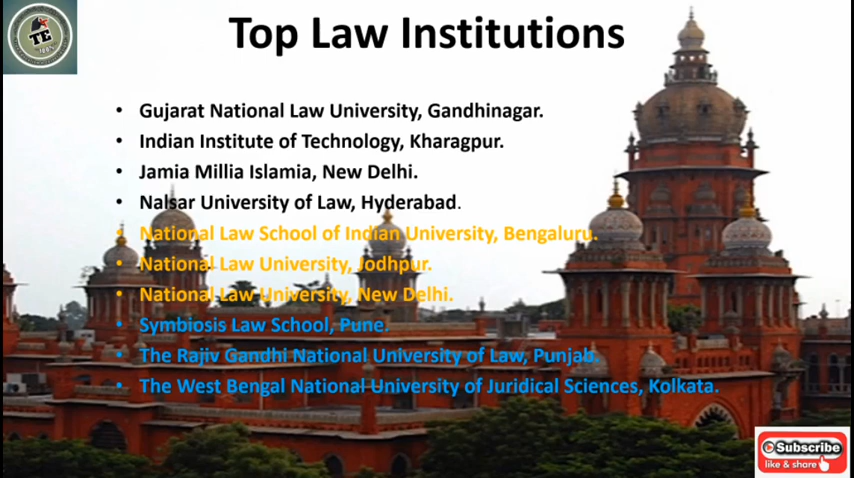 TE
100%
Top Law Institutions
• Gujarat National Law University, Gandhinagar.
• Indian Institute of Technology, Kharagpur.
• Jamia Millia Islamia, New Delhi.
• Nalsar University of Law, Hyderabad.
• National Law School of Indian University, Bengaluru.
• National Law University, Jodhpur.
• National Law University, New Delhi.
• Symbiosis Law School, Pune.
• The Rajiv Gandhi National University of Law, Punjab.
• The West Bengal National University of Juridical Sciences, Kolkata.
Subscribe
like & share